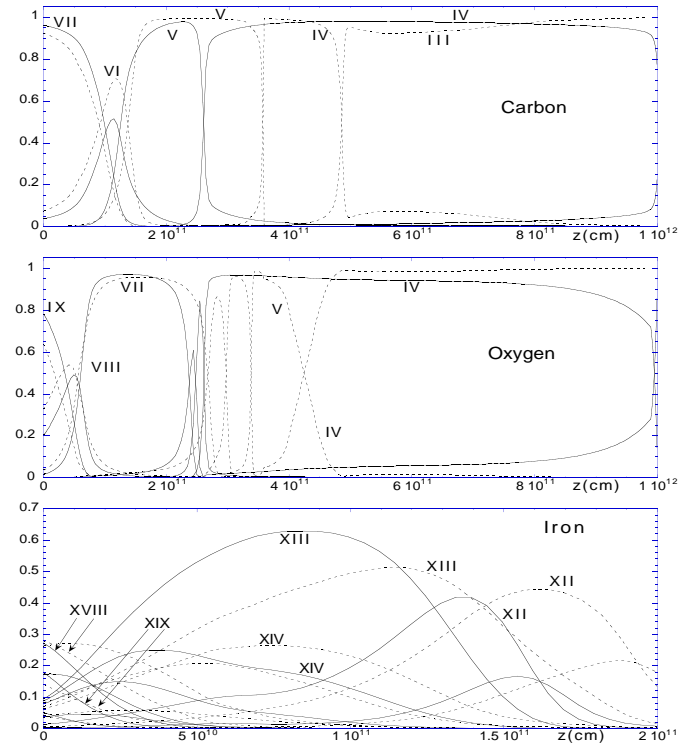 1
VII
V
V
IV
IV
III
0.8
VI
0.6
Carbon
0.4
0.2
0
0
2 10¹¹
4 10¹¹
6 10¹¹
8 10¹¹
z(cm)
1 10¹²
1
VII
IV
IX
0.8
V
0.6
VIII
Oxygen
0.4
IV
0.2
0
0
2 10¹¹
4 10¹¹
6 10¹¹
8 10¹¹
z(cm)
1 10¹²
0.7
Iron
0.6
XIII
XIII
0.5
XII
0.4
XII
XVIII
XIX
0.3
XIV
0.2
XIV
0.1
0
0
5 10¹⁰
1 10¹¹
1.5 10¹¹
z(cm)
2 10¹¹